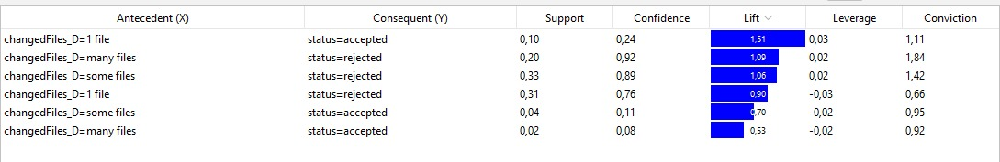 Antecedent (X) Consequent (Y) Support Confidence Lift Leverage Conviction
changedFiles_D=1 file status=accepted 0,10 0,24 1,51 0,03 1,11
changedFiles_D=many files status=rejected 0,20 0,92 1,09 0,02 1,84
changedFiles_D=some files status=rejected 0,33 0,89 1,06 0,02 1,42
changedFiles_D=1 file status=rejected 0,31 0,76 0,90 -0,03 0,66
changedFiles_D=some files status=accepted 0,04 0,11 0,70 -0,02 0,95
changedFiles_D=many files status=accepted 0,02 0,08 0,53 -0,02 0,92